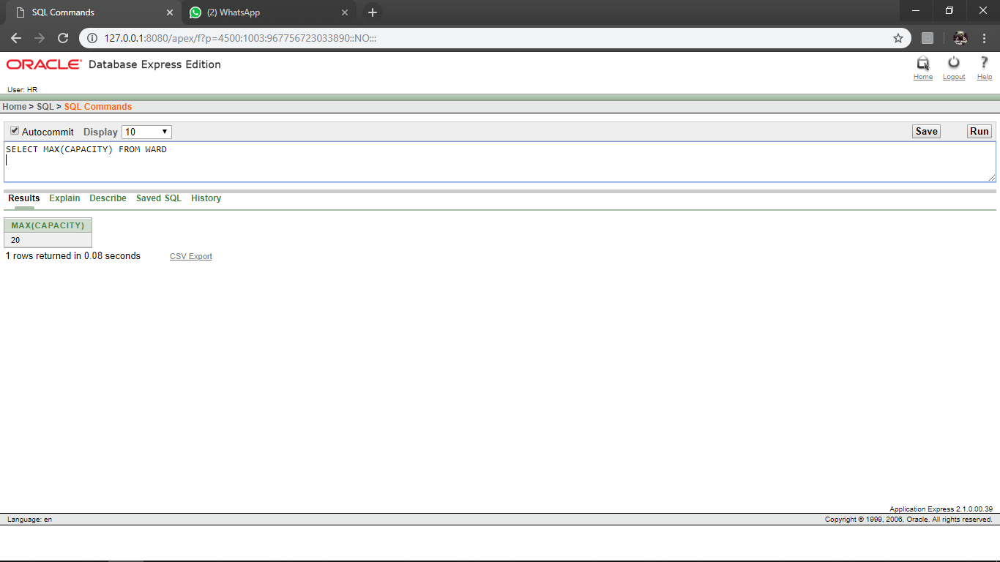 SQL Commands
(2) WhatsApp
127.0.0.1:8080/apex/f?p=4500:1003:967756723033890::NO:::
ORACLE Database Express Edition
Home Logout Help
User: HR
Home > SQL > SQL Commands
Autocommit Display 10 Save Run
SELECT MAX(CAPACITY) FROM WARD
Results Explain Describe Saved SQL History
MAX(CAPACITY)
20
1 rows returned in 0.08 seconds CSV Export
Application Express 2.1.0.00.39
Language: en Copyright © 1999, 2006, Oracle. All rights reserved.